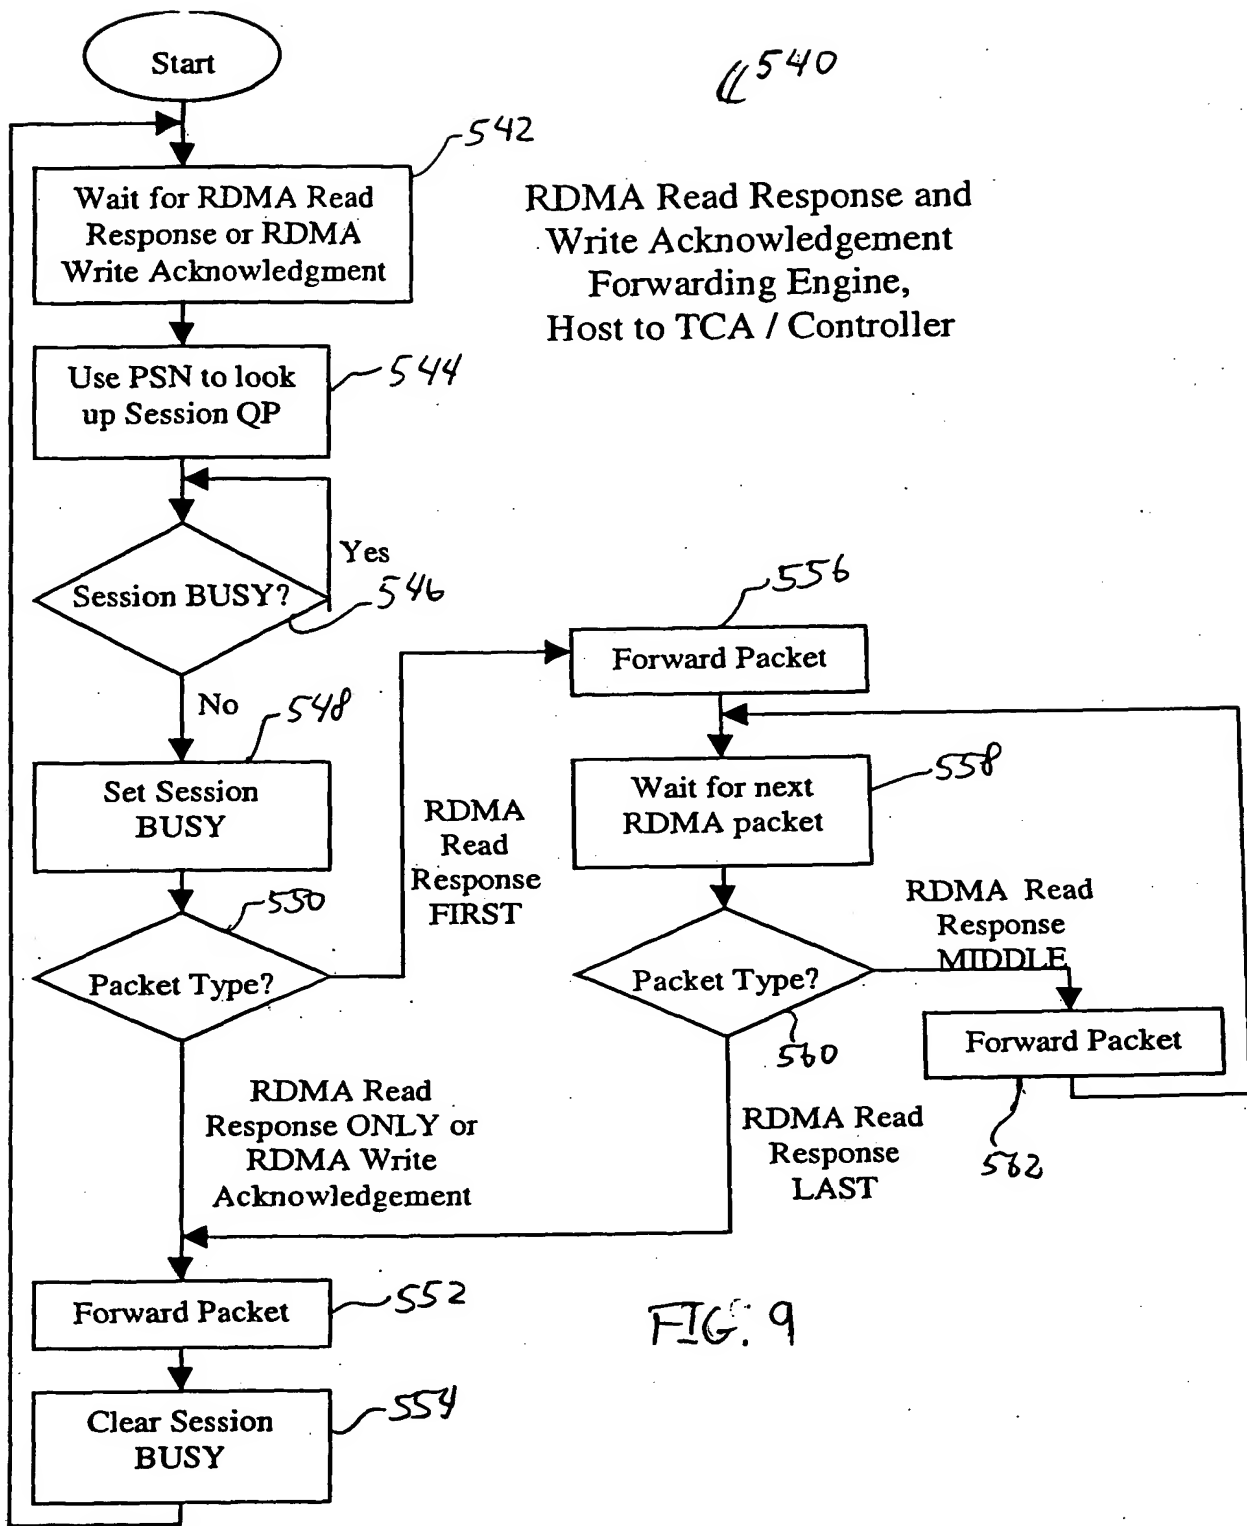 Start
540
542
Wait for RDMA Read
Response or RDMA
Write Acknowledgment
RDMA Read Response and
Write Acknowledgement
Forwarding Engine,
Host to TCA / Controller
Use PSN to look
up Session QP
544
Yes
Session BUSY?
546
No
548
Set Session
BUSY
550
Packet Type?
RDMA
Read
Response
FIRST
556
Forward Packet
Wait for next
RDMA packet
558
Packet Type?
560
RDMA Read
Response
MIDDLE
Forward Packet
562
RDMA Read
Response ONLY or
RDMA Write
Acknowledgement
RDMA Read
Response
LAST
Forward Packet
552
Clear Session
BUSY
554
FIG. 9